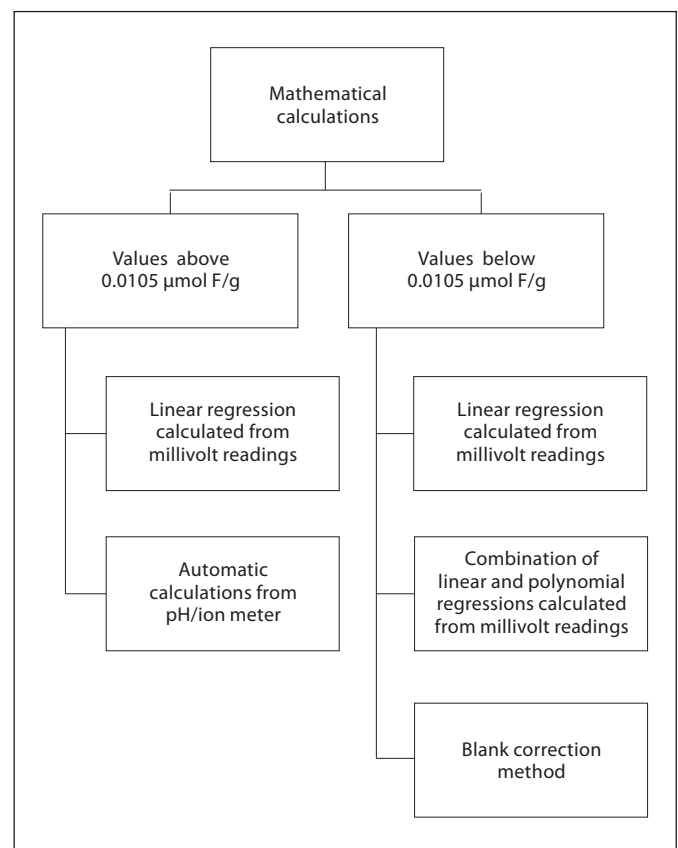 Mathematical
calculations
Values above
0.0105 μmol F/g
Values below
0.0105 μmol F/g
Linear regression
calculated from
millivolt readings
Automatic
calculations from
pH/ion meter
Linear regression
calculated from
millivolt readings
Combination of
linear and polynomial
regressions calculated
from millivolt readings
Blank correction
method